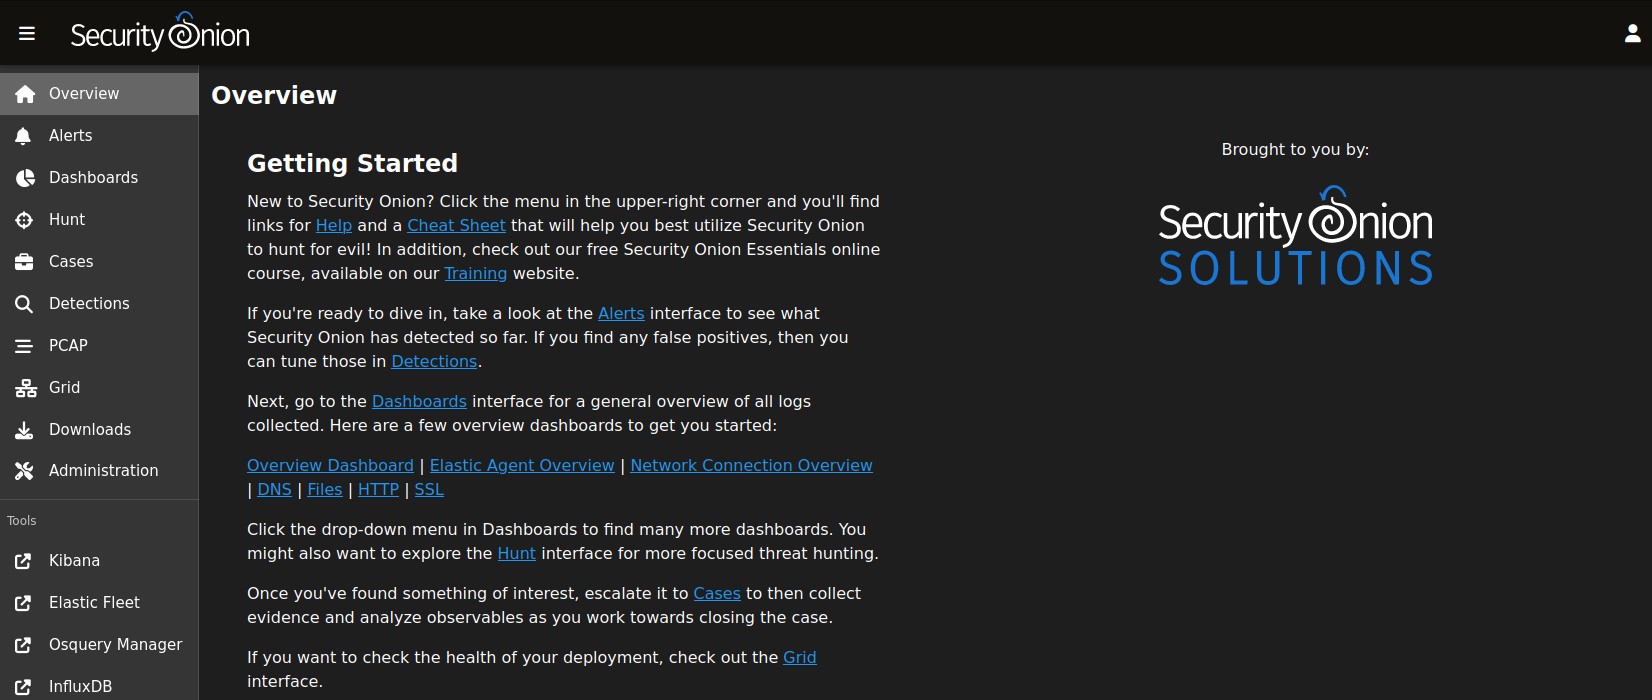 Security Onion
Overview
Alerts
Dashboards
Hunt
Cases
Detections
PCAP
Grid
Downloads
Administration
Tools
Kibana
Elastic Fleet
Osquery Manager
InfluxDB
Overview
Getting Started
New to Security Onion? Click the menu in the upper-right corner and you'll find
links for Help and a Cheat Sheet that will help you best utilize Security Onion
to hunt for evil! In addition, check out our free Security Onion Essentials online
course, available on our Training website.
If you're ready to dive in, take a look at the Alerts interface to see what
Security Onion has detected so far. If you find any false positives, then you
can tune those in Detections.
Next, go to the Dashboards interface for a general overview of all logs
collected. Here are a few overview dashboards to get you started:
Overview Dashboard | Elastic Agent Overview | Network Connection Overview
| DNS | Files | HTTP | SSL
Click the drop-down menu in Dashboards to find many more dashboards. You
might also want to explore the Hunt interface for more focused threat hunting.
Once you've found something of interest, escalate it to Cases to then collect
evidence and analyze observables as you work towards closing the case.
If you want to check the health of your deployment, check out the Grid
interface.
Brought to you by:
Security Onion
SOLUTIONS